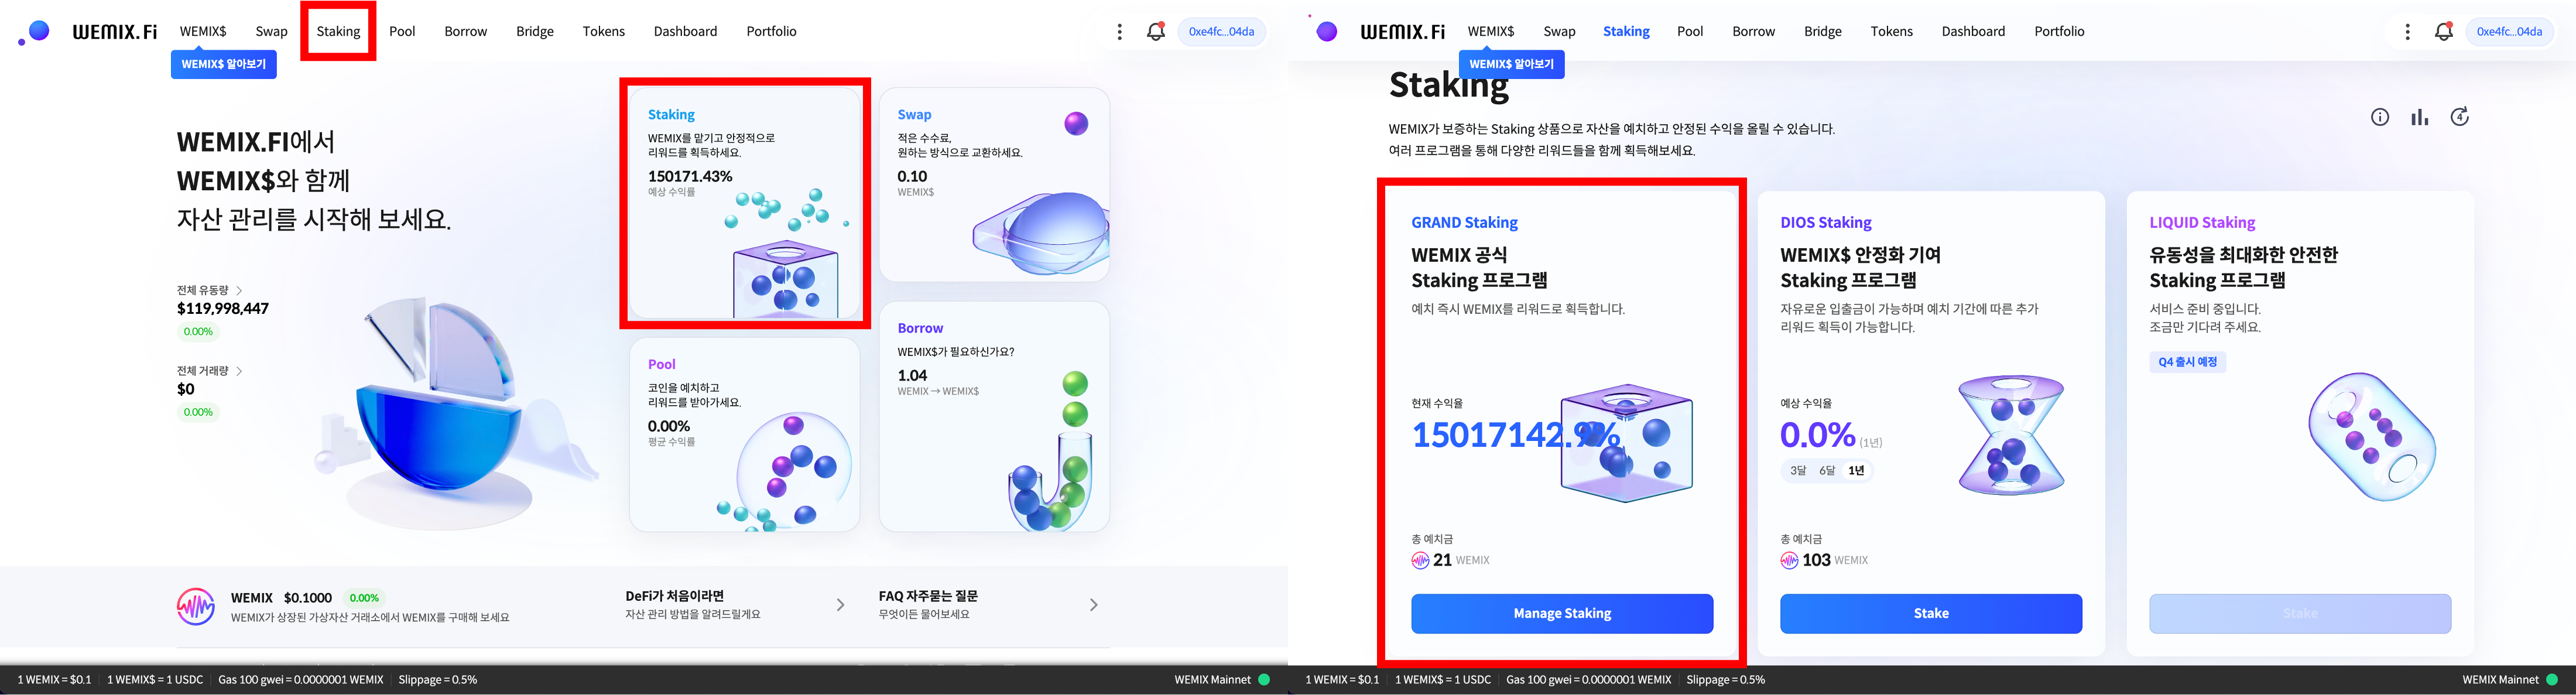 WEMIX.Fi WEMIX$ Swap Staking Pool Borrow Bridge Tokens Dashboard Portfolio 0xe4fc...04da
WEMIX$ 알아보기
WEMIX.FI에서
WEMIX$와 함께
자산 관리를 시작해 보세요.
전체 유동량
$119,998,447
0.00%
전체 거래량
$0
0.00%
Staking
WEMIX를 맡기고 안정적으로
리워드를 획득하세요.
150171.43%
예상 수익률
Swap
적은 수수료,
원하는 방식으로 교환하세요.
0.10
WEMIX$
Pool
코인을 예치하고
리워드를 받아가세요.
0.00%
평균 수익률
Borrow
WEMIX$가 필요하신가요?
1.04
WEMIX → WEMIX$
WEMIX $0.1000 0.00%
WEMIX가 상장된 가상자산 거래소에서 WEMIX를 구매해 보세요
DeFi가 처음이라면
자산 관리 방법을 알려드릴게요
FAQ 자주묻는 질문
무엇이든 물어보세요
1 WEMIX = $0.1 1 WEMIX$ = 1 USDC Gas 100 gwei = 0.0000001 WEMIX Slippage = 0.5% WEMIX Mainnet
WEMIX.Fi WEMIX$ Swap Staking Pool Borrow Bridge Tokens Dashboard Portfolio 0xe4fc...04da
WEMIX$ 알아보기
Staking
4
WEMIX가 보증하는 Staking 상품으로 자산을 예치하고 안정된 수익을 올릴 수 있습니다.
여러 프로그램을 통해 다양한 리워드들을 함께 획득해보세요.
GRAND Staking
WEMIX 공식
Staking 프로그램
예치 즉시 WEMIX를 리워드로 획득합니다.
현재 수익율
15017142.9%
총 예치금
21 WEMIX
Manage Staking
DIOS Staking
WEMIX$ 안정화 기여
Staking 프로그램
자유로운 입출금이 가능하며 예치 기간에 따른 추가
리워드 획득이 가능합니다.
예상 수익율
0.0% (1년)
3달 6달 1년
총 예치금
103 WEMIX
Stake
LIQUID Staking
유동성을 최대화한 안전한
Staking 프로그램
서비스 준비 중입니다.
조금만 기다려 주세요.
Q4 출시 예정
Stake
1 WEMIX = $0.1 1 WEMIX$ = 1 USDC Gas 100 gwei = 0.0000001 WEMIX Slippage = 0.5% WEMIX Mainnet